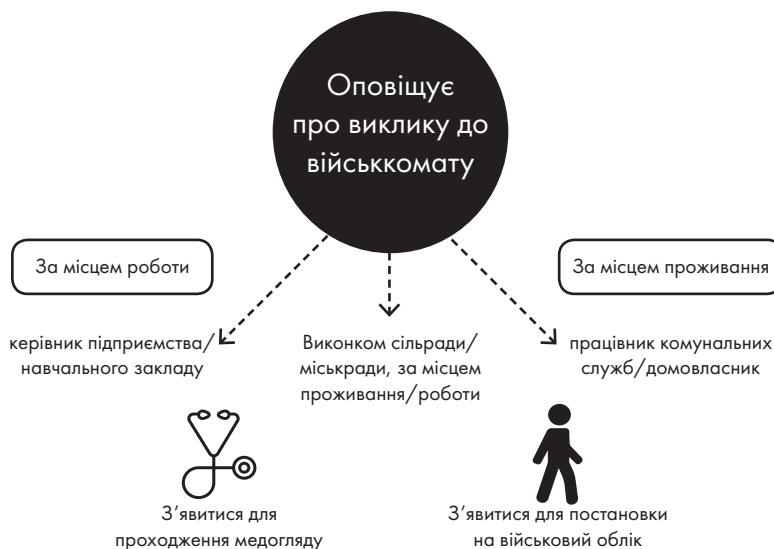 Оповіщує
про виклику до
військкомату
За місцем роботи
За місцем проживання
керівник підприємства/
навчального закладу
Виконком сільради/
міськради, за місцем
проживання/роботи
працівник комунальних
служб/домовласник
З’явитися для
проходження медогляду
З’явитися для постановки
на військовий облік